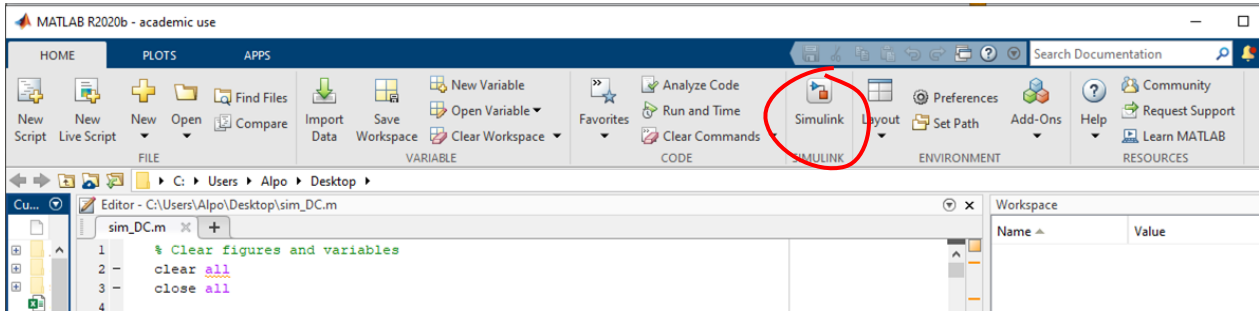 MATLAB R2020b - academic use
HOME PLOTS APPS
Search Documentation
New Script
New Live Script
New
Open
Find Files
Compare
Import Data
Save Workspace
New Variable
Open Variable
Clear Workspace
Favorites
Analyze Code
Run and Time
Clear Commands
Simulink
Layout
Preferences
Set Path
Add-Ons
Help
Community
Request Support
Learn MATLAB
FILE VARIABLE CODE SIMULINK ENVIRONMENT RESOURCES
C: Users Alpo Desktop
Cu...
Editor - C:\Users\Alpo\Desktop\sim_DC.m
Workspace
sim_DC.m
Name Value
1 % Clear figures and variables
2 - clear all
3 - close all
4